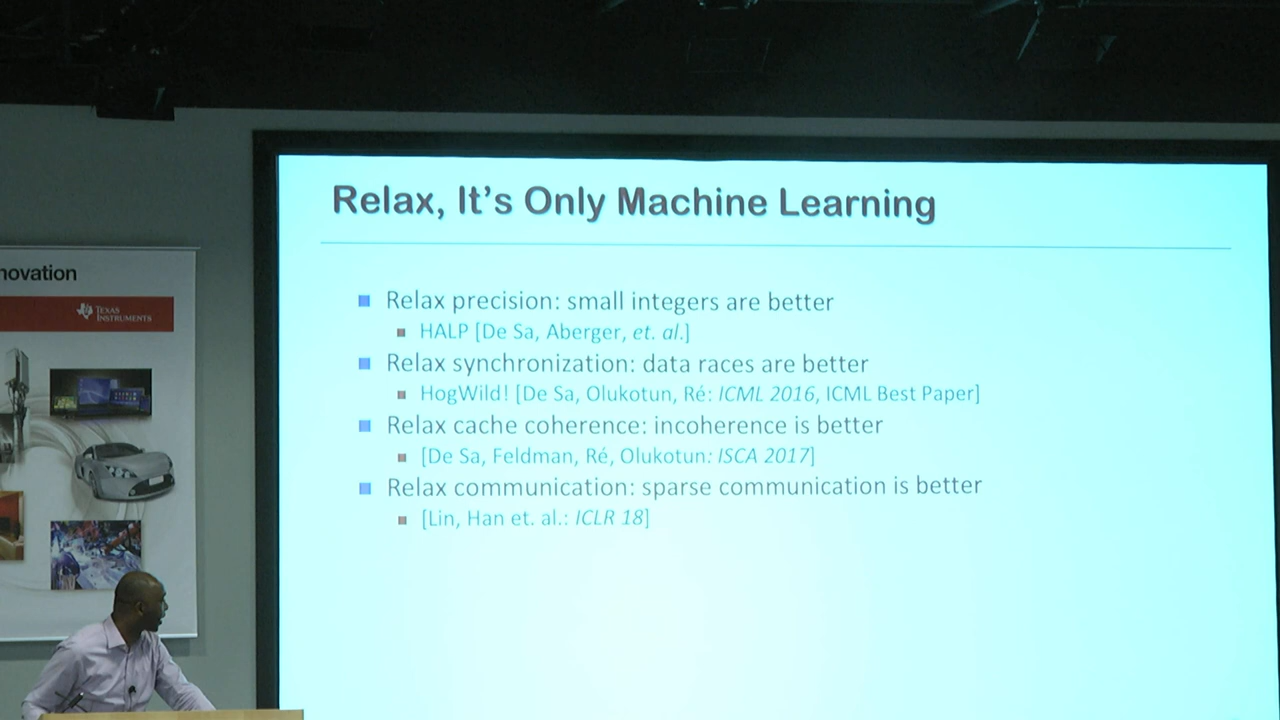 Relax, It's Only Machine Learning
novation
TEXAS
INSTRUMENTS
Relax precision: small integers are better
HALP [De Sa, Aberger, et. al.]
Relax synchronization: data races are better
HogWild! [De Sa, Olukotun, Ré: ICML 2016, ICML Best Paper]
Relax cache coherence: incoherence is better
[De Sa, Feldman, Ré, Olukotun: ISCA 2017]
Relax communication: sparse communication is better
[Lin, Han et. al.: ICLR 18]